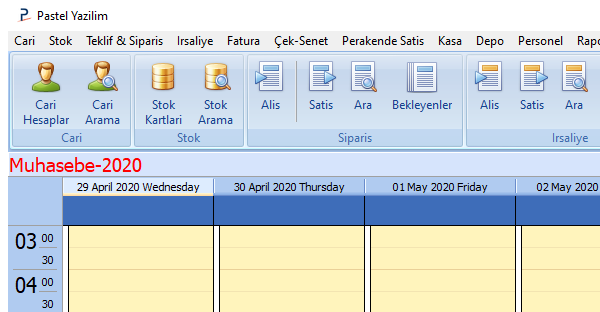 Pastel Yazilim
Cari Stok Teklif & Siparis Irsaliye Fatura Çek-Senet Perakende Satis Kasa Depo Personel Rapo
Cari Hesaplar
Cari Arama
Cari
Stok Kartlari
Stok Arama
Stok
Alis
Satis
Ara
Bekleyenler
Siparis
Alis
Satis
Ara
Irsaliye
Muhasebe-2020
29 April 2020 Wednesday 30 April 2020 Thursday 01 May 2020 Friday 02 May 2020
03 00
30
04 00
30